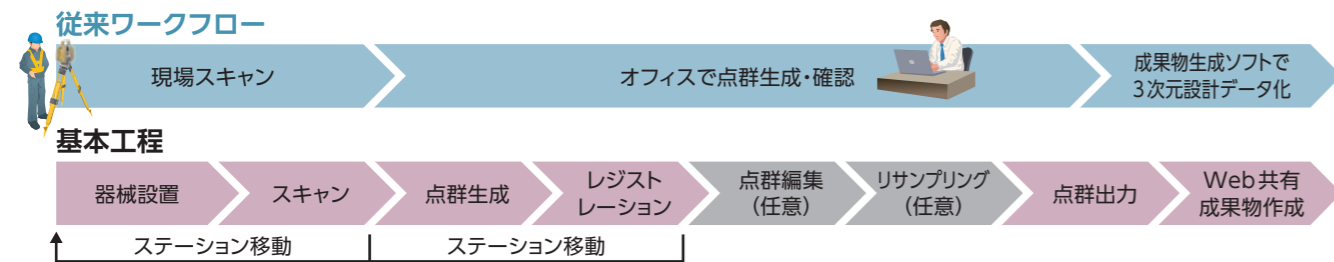 従来ワークフロー
現場スキャン
オフィスで点群生成・確認
成果物生成ソフトで
3次元設計データ化
基本工程
器械設置
スキャン
点群生成
レジスト
レーション
点群編集
(任意)
リサンプリング
(任意)
点群出力
Web共有
成果物作成
ステーション移動
ステーション移動